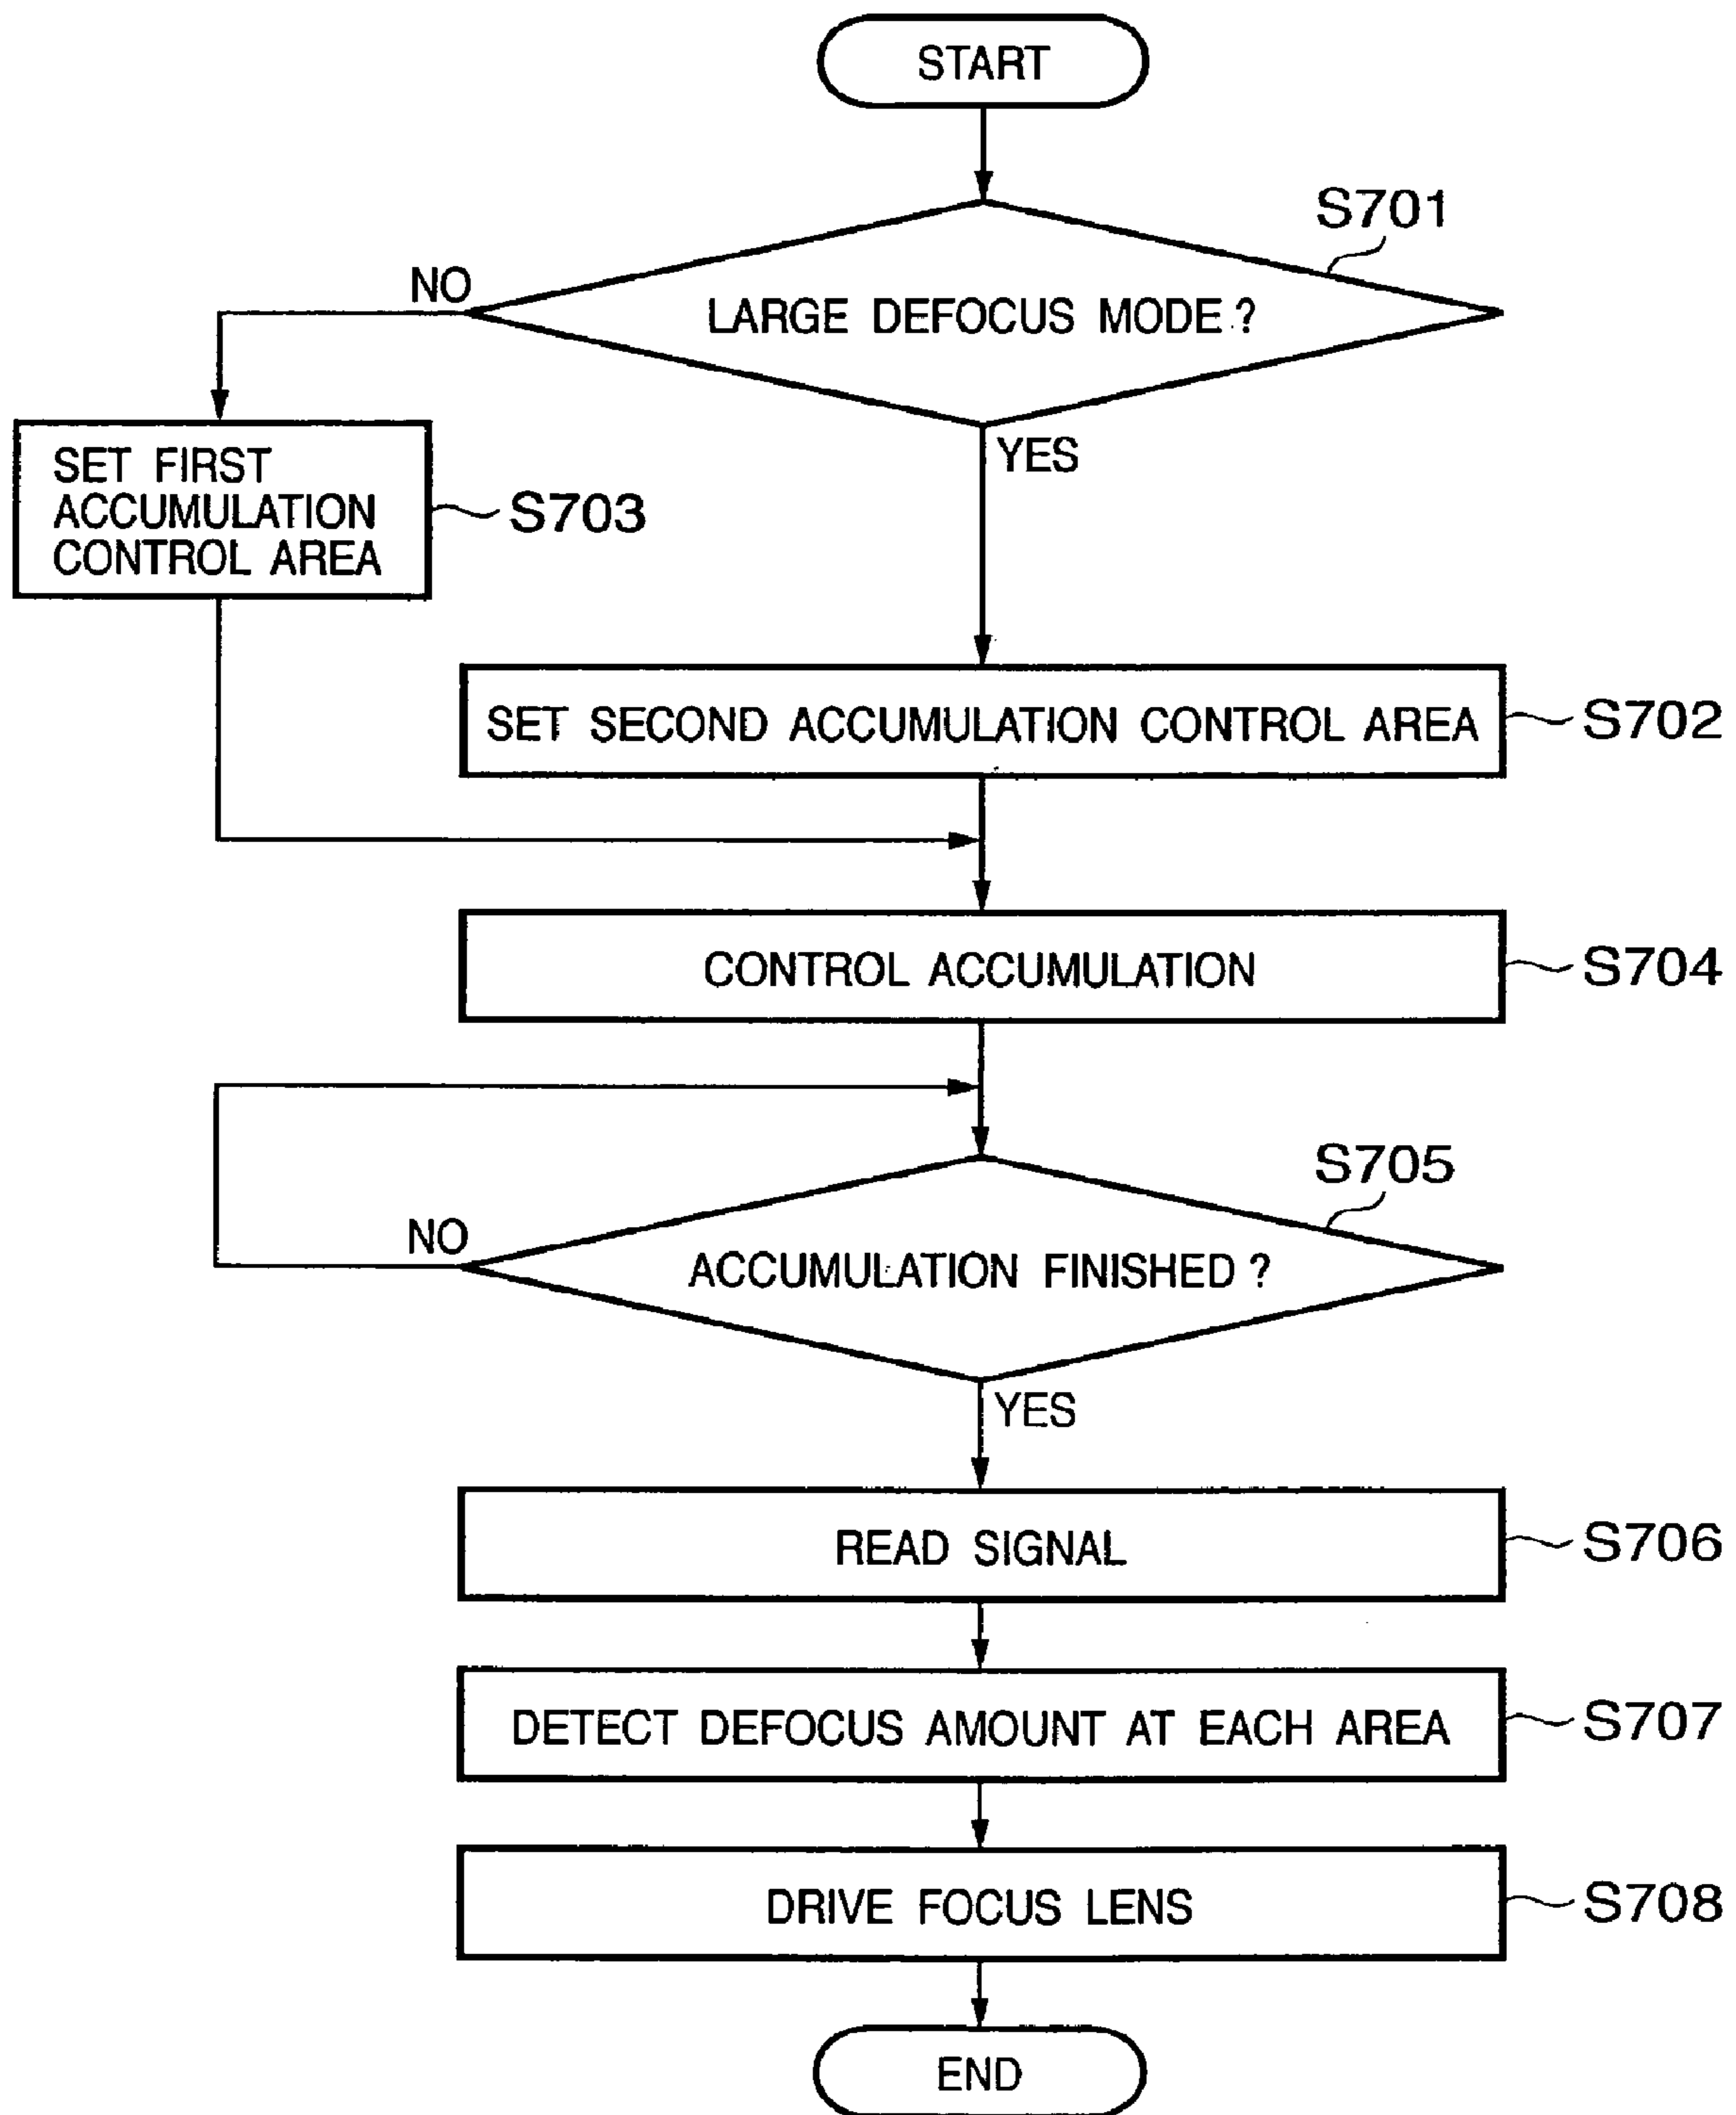 START
S701
NO
LARGE DEFOCUS MODE ?
YES
SET FIRST
ACCUMULATION
CONTROL AREA
S703
SET SECOND ACCUMULATION CONTROL AREA
S702
CONTROL ACCUMULATION
S704
S705
NO
ACCUMULATION FINISHED ?
YES
READ SIGNAL
S706
DETECT DEFOCUS AMOUNT AT EACH AREA
S707
DRIVE FOCUS LENS
S708
END